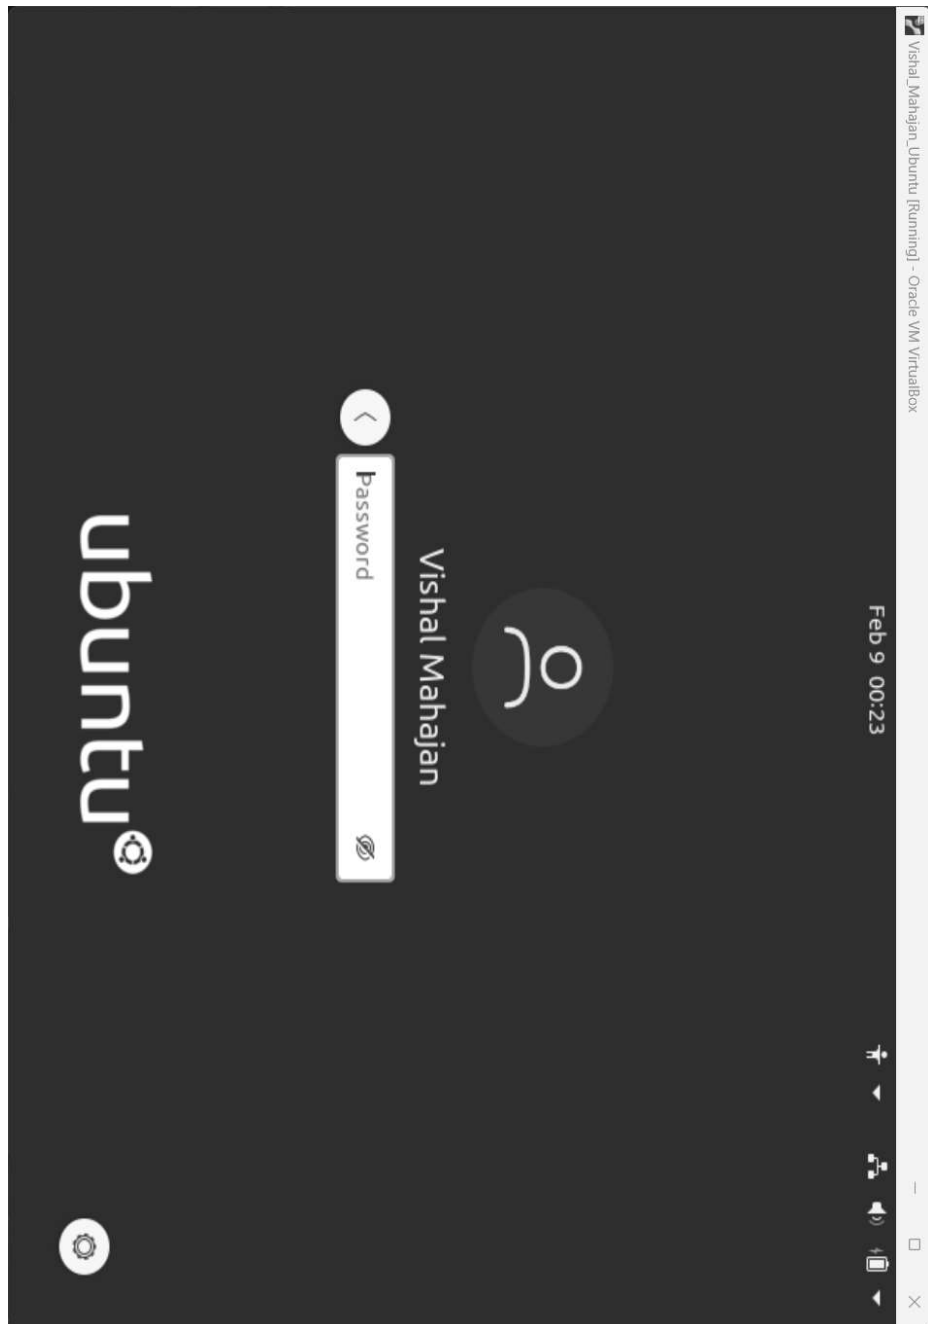 Vishal_Mahajan_Ubuntu [Running] - Oracle VM VirtualBox
Feb 9 00:23
Vishal Mahajan
Password
ubuntu